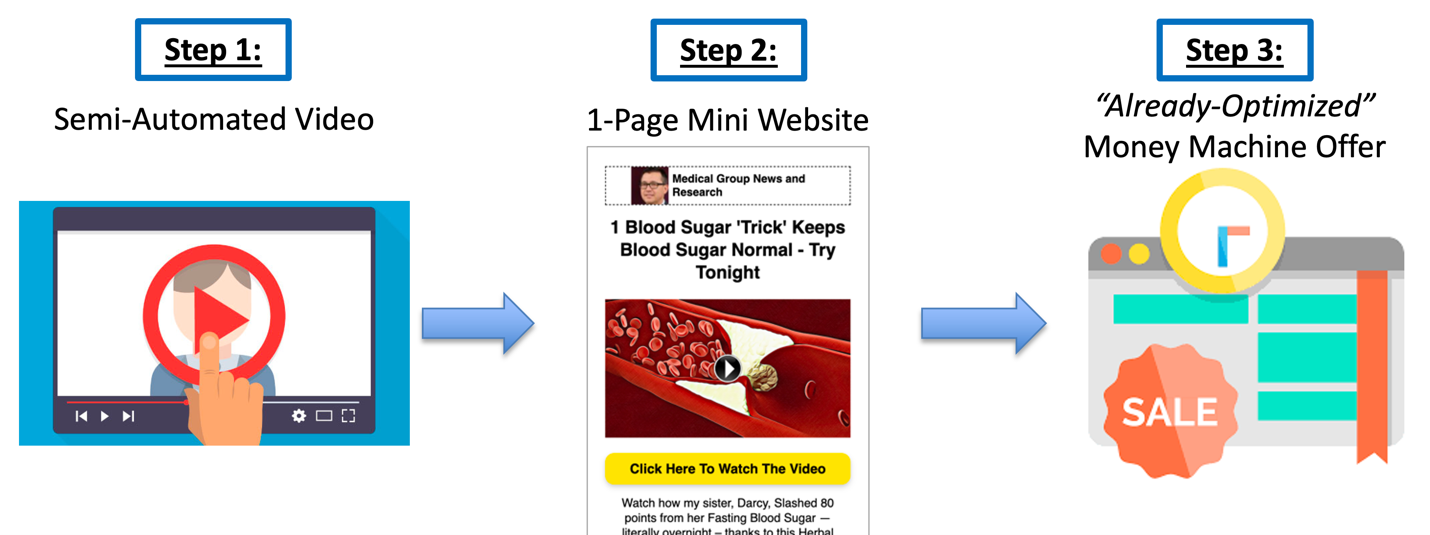 Step 1:
Semi-Automated Video
Step 2:
1-Page Mini Website
Medical Group News and
Research
1 Blood Sugar 'Trick' Keeps
Blood Sugar Normal - Try
Tonight
Click Here To Watch The Video
Watch how my sister, Darcy, Slashed 80
points from her Fasting Blood Sugar —
literally overnight – thanks to this Herbal
Step 3:
“Already-Optimized”
Money Machine Offer
SALE